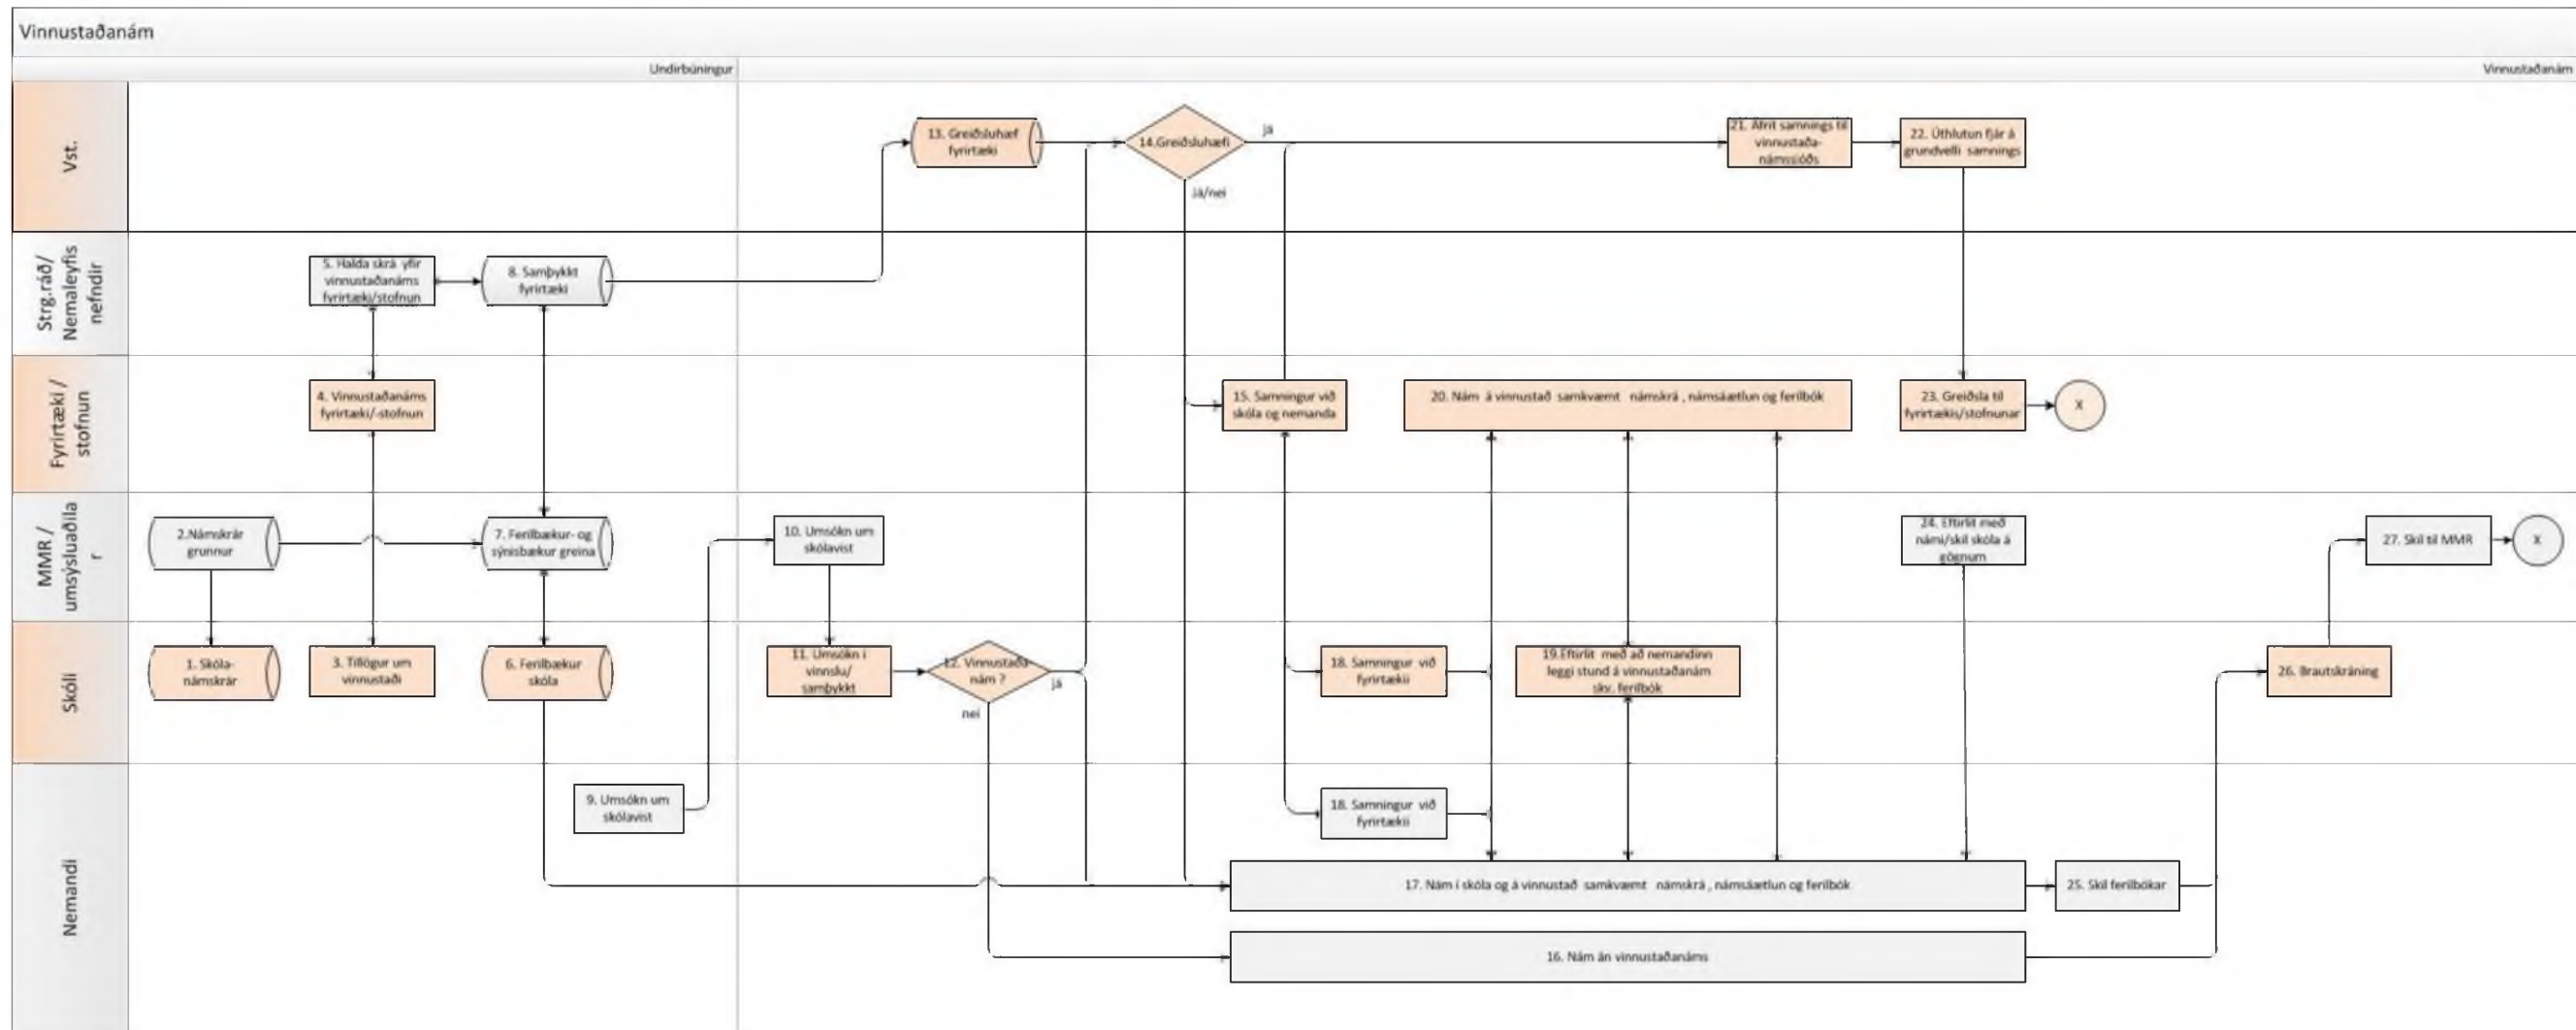 Vinnustaðanám
Undirbúningur
Vinnustaðanám
Vst.
13. Greiðsluhæf
fyrirtæki
14.Greiðsluhæfi
já
Já/nei
21. Afrit samnings til
vinnustaða-
námssjóðs
22. Úthlutun fjár á
grundvelli samnings
Strg.ráð/
Nemaleyfis
nefndir
5. Halda skrá yfir
vinnustaðanáms
fyrirtæki/stofnun
8. Samþykkt
fyrirtæki
Fyrirtæki /
stofnun
4. Vinnustaðanáms
fyrirtæki/-stofnun
15. Samningur við
skóla og nemanda
20. Nám á vinnustað samkvæmt námskrá , námsáætlun og ferilbók
23. Greiðsla til
fyrirtækis/stofnunar
X
MMR /
umsýsluaðila
r
2.Námskrár
grunnur
7. Ferilbækur- og
sýnisbækur greina
10. Umsókn um
skólavist
24. Eftirlit með
námi/skil skóla á
gögnum
27. Skil til MMR
X
Skóli
1. Skóla-
námskrár
3. Tillögur um
vinnustaði
6. Ferilbækur
skóla
11. Umsókn í
vinnslu/
samþykkt
12. Vinnustaða-
nám ?
já
nei
18. Samningur við
fyrirtækii
19.Eftirlit með að nemandinn
leggi stund á vinnustaðanám
skv. ferilbók
26. Brautskráning
Nemandi
9. Umsókn um
skólavist
18. Samningur við
fyrirtækii
17. Nám í skóla og á vinnustað samkvæmt námskrá , námsáætlun og ferilbók
25. Skil ferilbókar
16. Nám án vinnustaðanáms